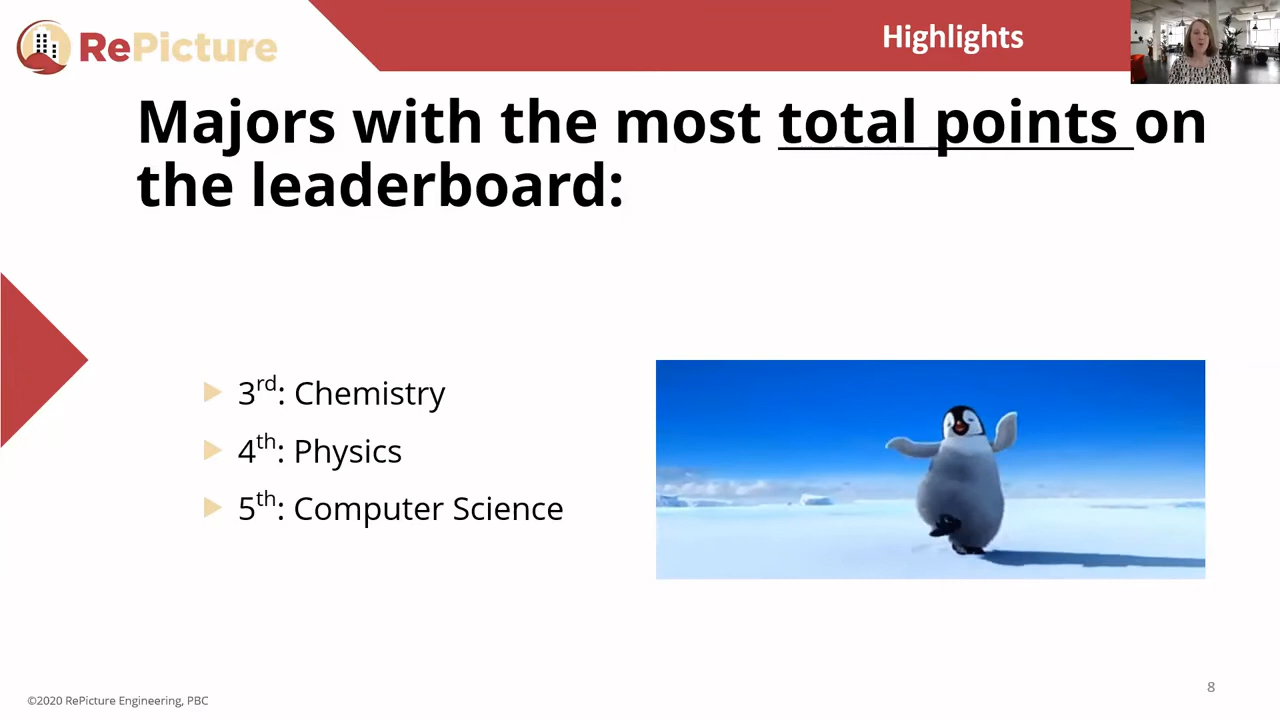 RePicture
Highlights
Majors with the most total points on
the leaderboard:
3rd: Chemistry
4th: Physics
5th: Computer Science
©2020 RePicture Engineering, PBC
8